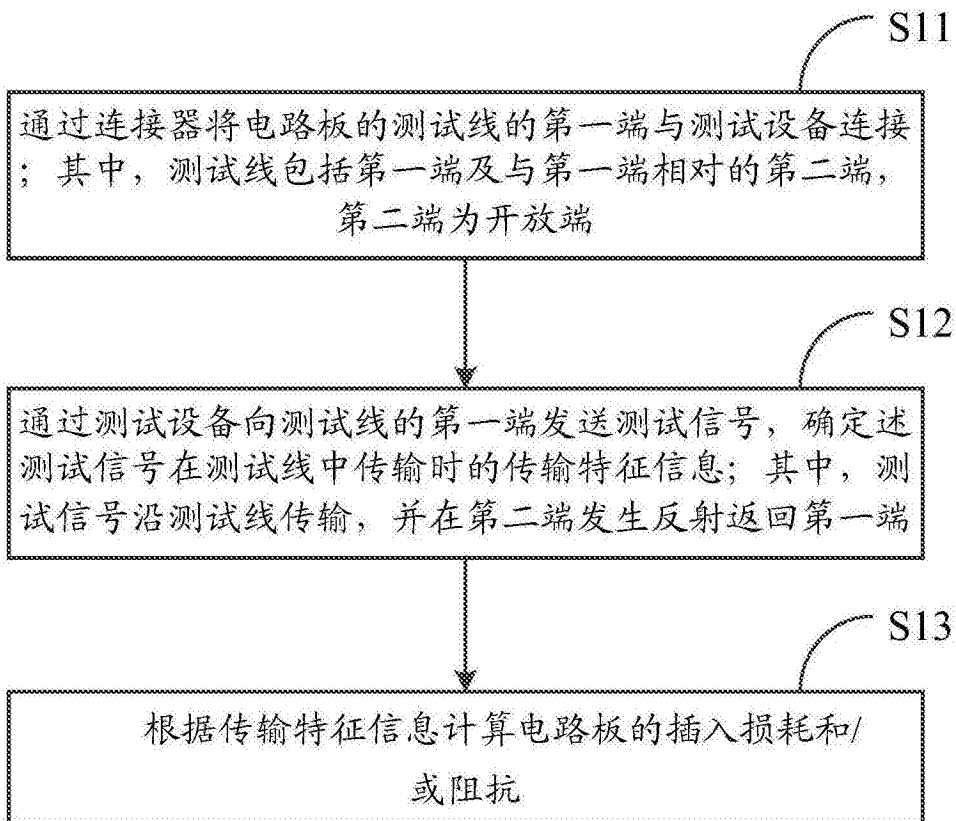 S11
通过连接器将电路板的测试线的第一端与测试设备连接
；其中，测试线包括第一端及与第一端相对的第二端，
第二端为开放端
S12
通过测试设备向测试线的第一端发送测试信号，确定述
测试信号在测试线中传输时的传输特征信息；其中，测
试信号沿测试线传输，并在第二端发生反射返回第一端
S13
根据传输特征信息计算电路板的插入损耗和/
或阻抗